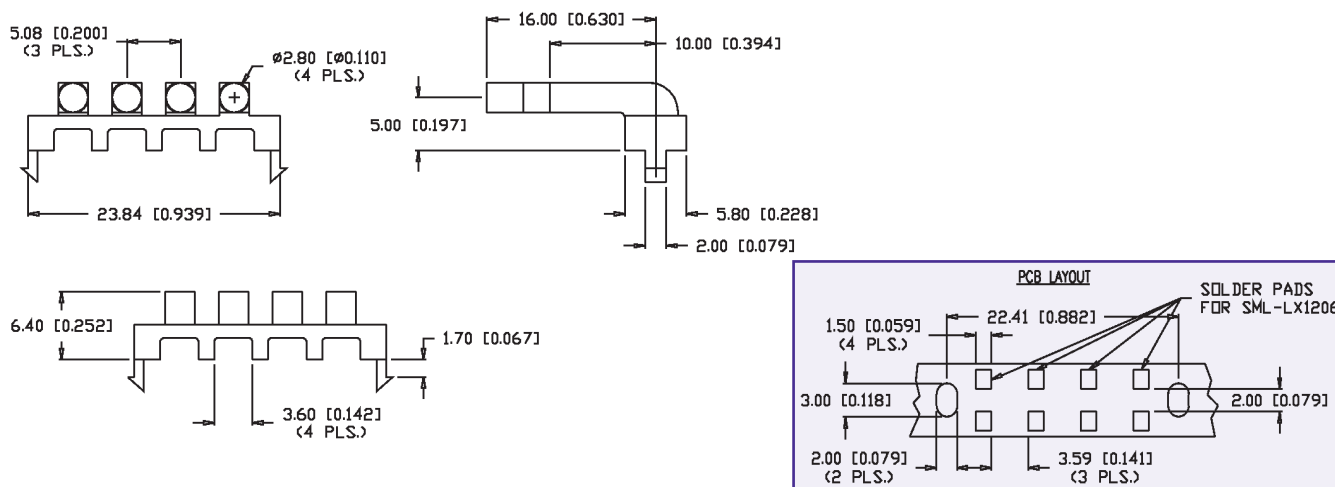 5.08 [0.200]
(3 PLS.)
ø2.80 [ø0.110]
(4 PLS.)
23.84 [0.939]
16.00 [0.630]
10.00 [0.394]
5.00 [0.197]
5.80 [0.228]
2.00 [0.079]
6.40 [0.252]
1.70 [0.067]
3.60 [0.142]
(4 PLS.)
PCB LAYOUT
SOLDER PADS
FOR SML-LX1206
22.41 [0.882]
1.50 [0.059]
(4 PLS.)
3.00 [0.118]
2.00 [0.079]
2.00 [0.079]
(2 PLS.)
3.59 [0.141]
(3 PLS.)